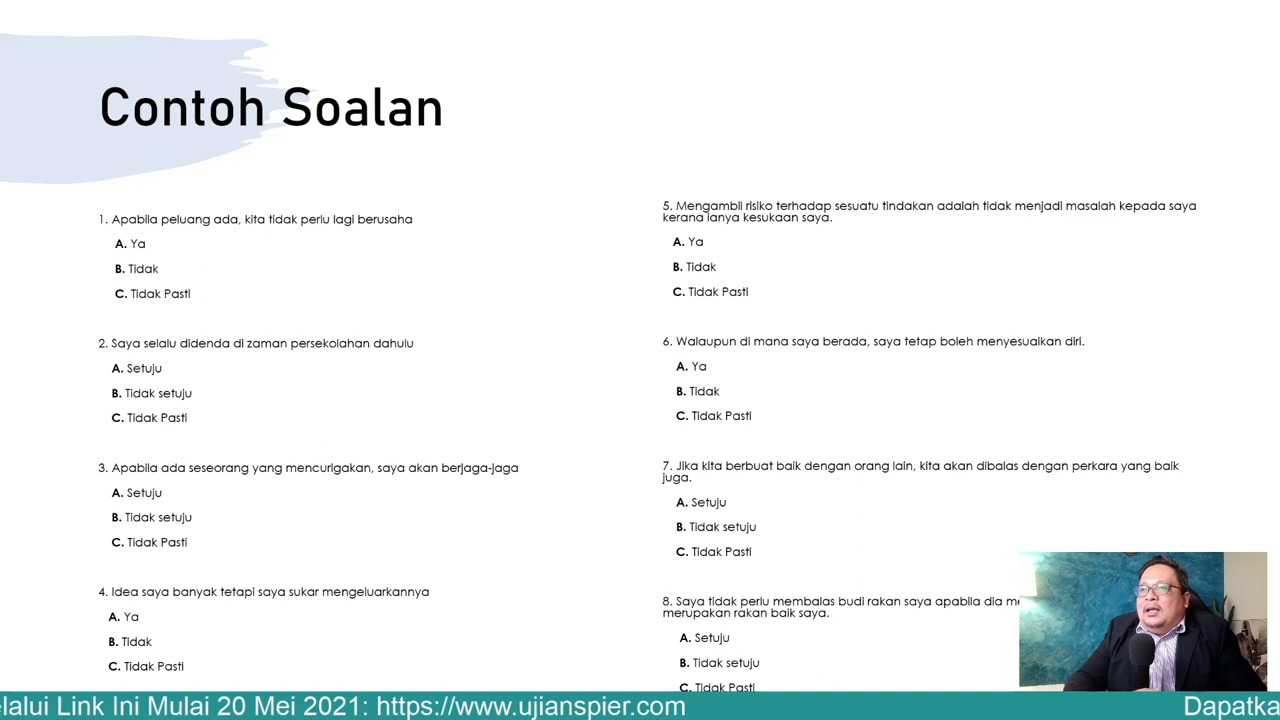 Contoh Soalan
1. Apabila peluang ada, kita tidak perlu lagi berusaha
A. Ya
B. Tidak
C. Tidak Pasti
2. Saya selalu didenda di zaman persekolahan dahulu
A. Setuju
B. Tidak setuju
C. Tidak Pasti
3. Apabila ada seseorang yang mencurigakan, saya akan berjaga-jaga
A. Setuju
B. Tidak setuju
C. Tidak Pasti
4. Idea saya banyak tetapi saya sukar mengeluarkannya
A. Ya
B. Tidak
C. Tidak Pasti
5. Mengambil risiko terhadap sesuatu tindakan adalah tidak menjadi masalah kepada saya
kerana ianya kesukaan saya.
A. Ya
B. Tidak
C. Tidak Pasti
6. Walaupun di mana saya berada, saya tetap boleh menyesuaikan diri.
A. Ya
B. Tidak
C. Tidak Pasti
7. Jika kita berbuat baik dengan orang lain, kita akan dibalas dengan perkara yang baik
juga.
A. Setuju
B. Tidak setuju
C. Tidak Pasti
8. Saya tidak perlu membalas budi rakan saya apabila dia
merupakan rakan baik saya.
A. Setuju
B. Tidak setuju
C. Tidak Pasti
elalui Link Ini Mulai 20 Mei 2021: https://www.ujianspier.com Dapatka